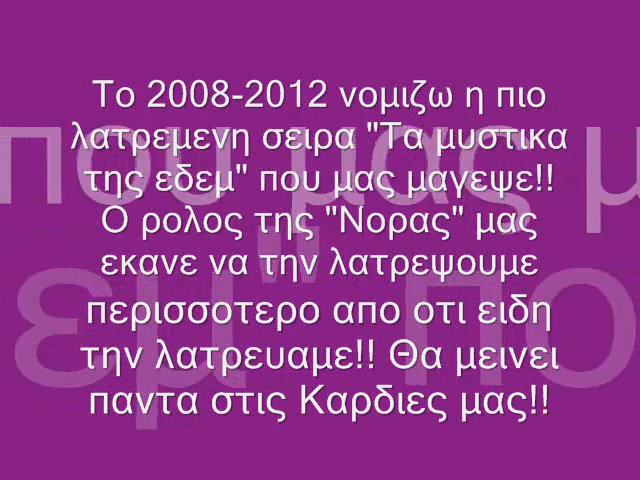 Το 2008-2012 νομιζω η πιο
λατρεμενη σειρα "Τα μυστικα
της εδεμ" που μας μαγεψε!!
Ο ρολος της "Νορας" μας
εκανε να την λατρεψουμε
περισσοτερο απο οτι ειδη
την λατρευαμε!! Θα μεινει
παντα στις Καρδιες μας!!